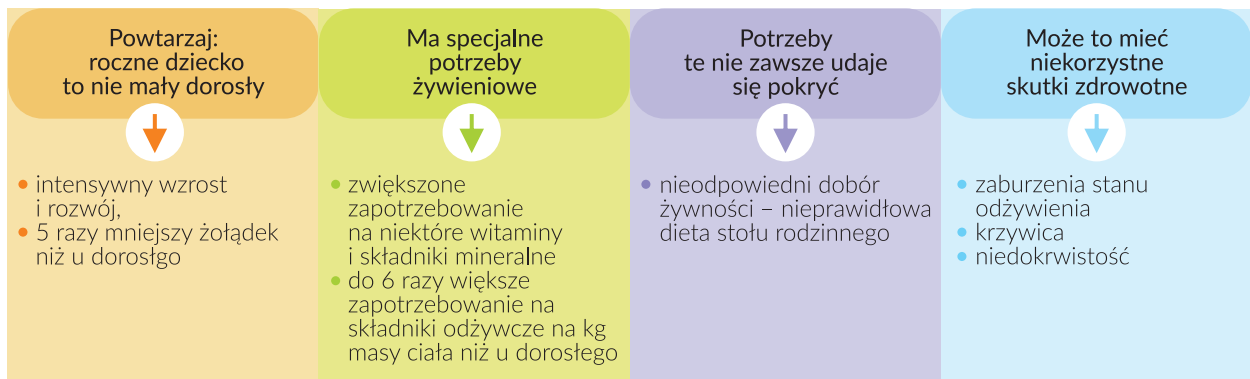 Powtarzaj:
roczne dziecko
to nie mały dorosły
• intensywny wzrost
i rozwój,
• 5 razy mniejszy żołądek
niż u dorosłgo
Ma specjalne
potrzeby
żywieniowe
• zwiększone
zapotrzebowanie
na niektóre witaminy
i składniki mineralne
• do 6 razy większe
zapotrzebowanie na
składniki odżywcze na kg
masy ciała niż u dorosłego
Potrzeby
te nie zawsze udaje
się pokryć
• nieodpowiedni dobór
żywności – nieprawidłowa
dieta stołu rodzinnego
Może to mieć
niekorzystne
skutki zdrowotne
• zaburzenia stanu
odżywienia
• krzywica
• niedokrwistość